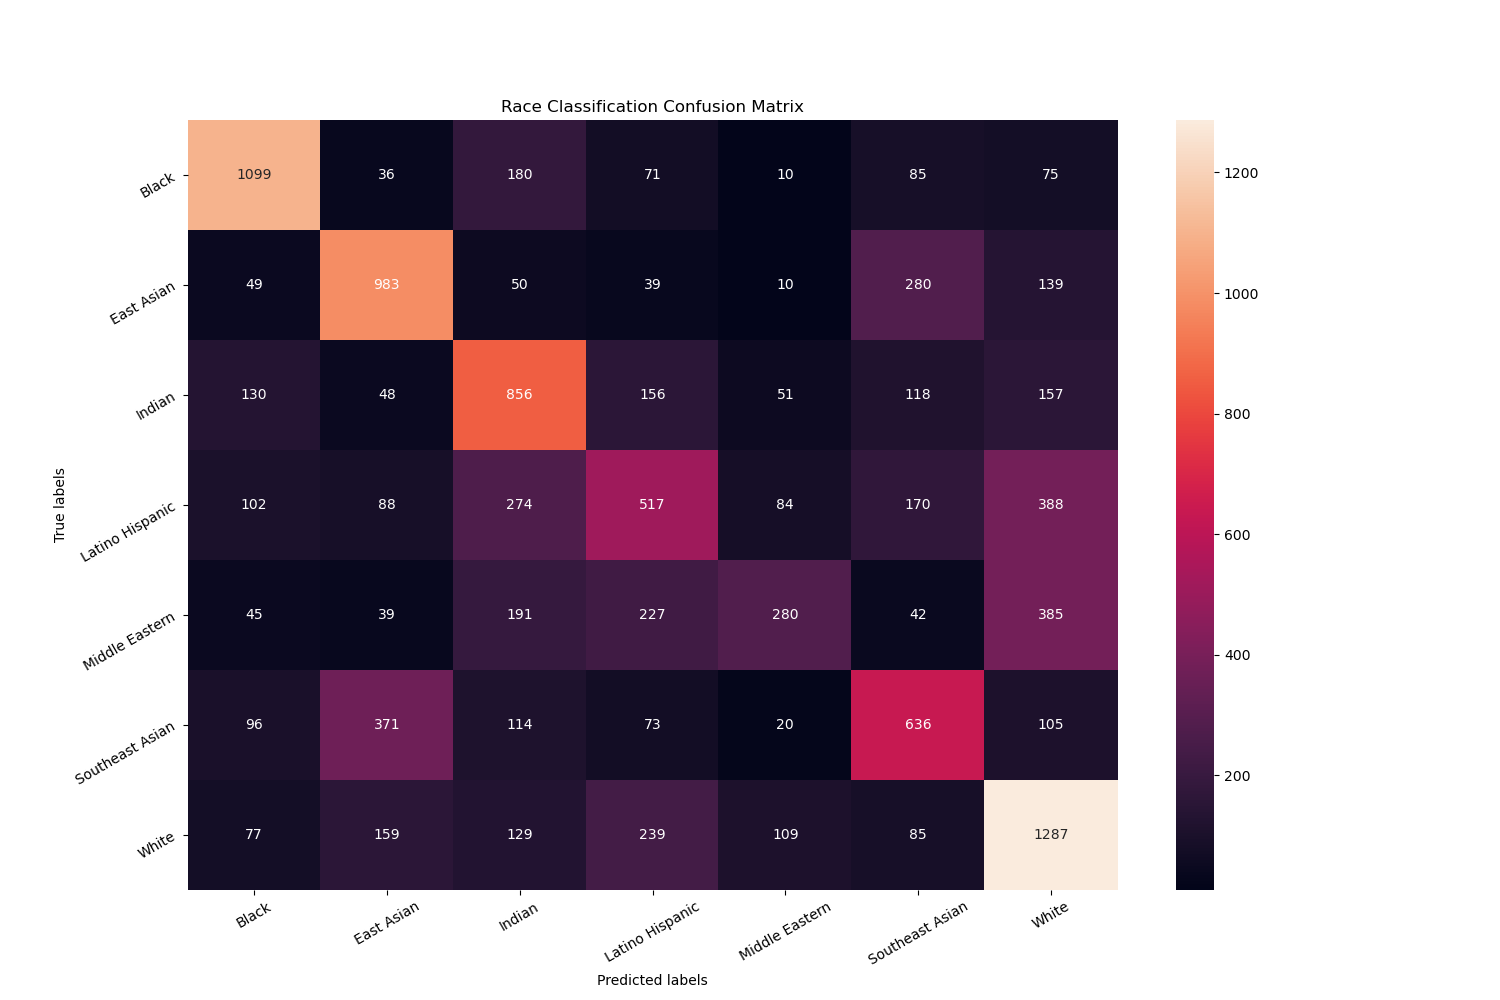 Race Classification Confusion Matrix
True labels
Black 1099 36 180 71 10 85 75
East Asian 49 983 50 39 10 280 139
Indian 130 48 856 156 51 118 157
Latino Hispanic 102 88 274 517 84 170 388
Middle Eastern 45 39 191 227 280 42 385
Southeast Asian 96 371 114 73 20 636 105
White 77 159 129 239 109 85 1287
Black East Asian Indian Latino Hispanic Middle Eastern Southeast Asian White
Predicted labels
1200
1000
800
600
400
200